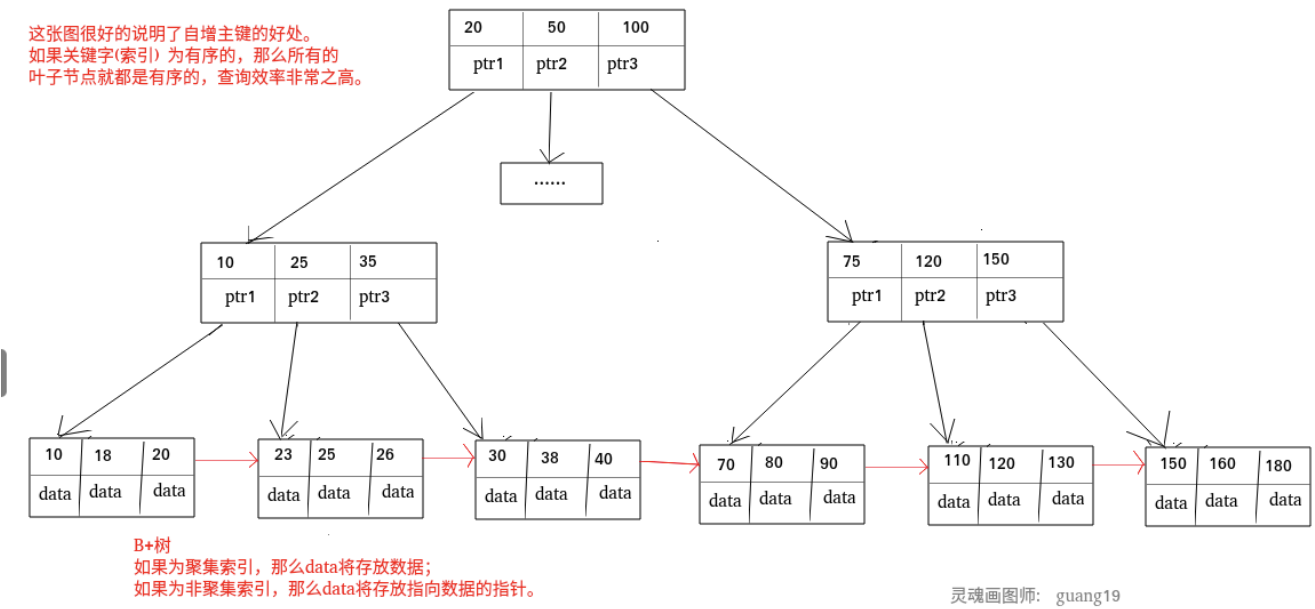 这张图很好的说明了自增主键的好处。
如果关键字(索引) 为有序的，那么所有的
叶子节点就都是有序的，查询效率非常之高。
20 50 100
ptr1 ptr2 ptr3
······
10 25 35
ptr1 ptr2 ptr3
75 120 150
ptr1 ptr2 ptr3
10 18 20
data data data
23 25 26
data data data
30 38 40
data data data
70 80 90
data data data
110 120 130
data data data
150 160 180
data data data
B+树
如果为聚集索引，那么data将存放数据；
如果为非聚集索引，那么data将存放指向数据的指针。
灵魂画图师: guang19